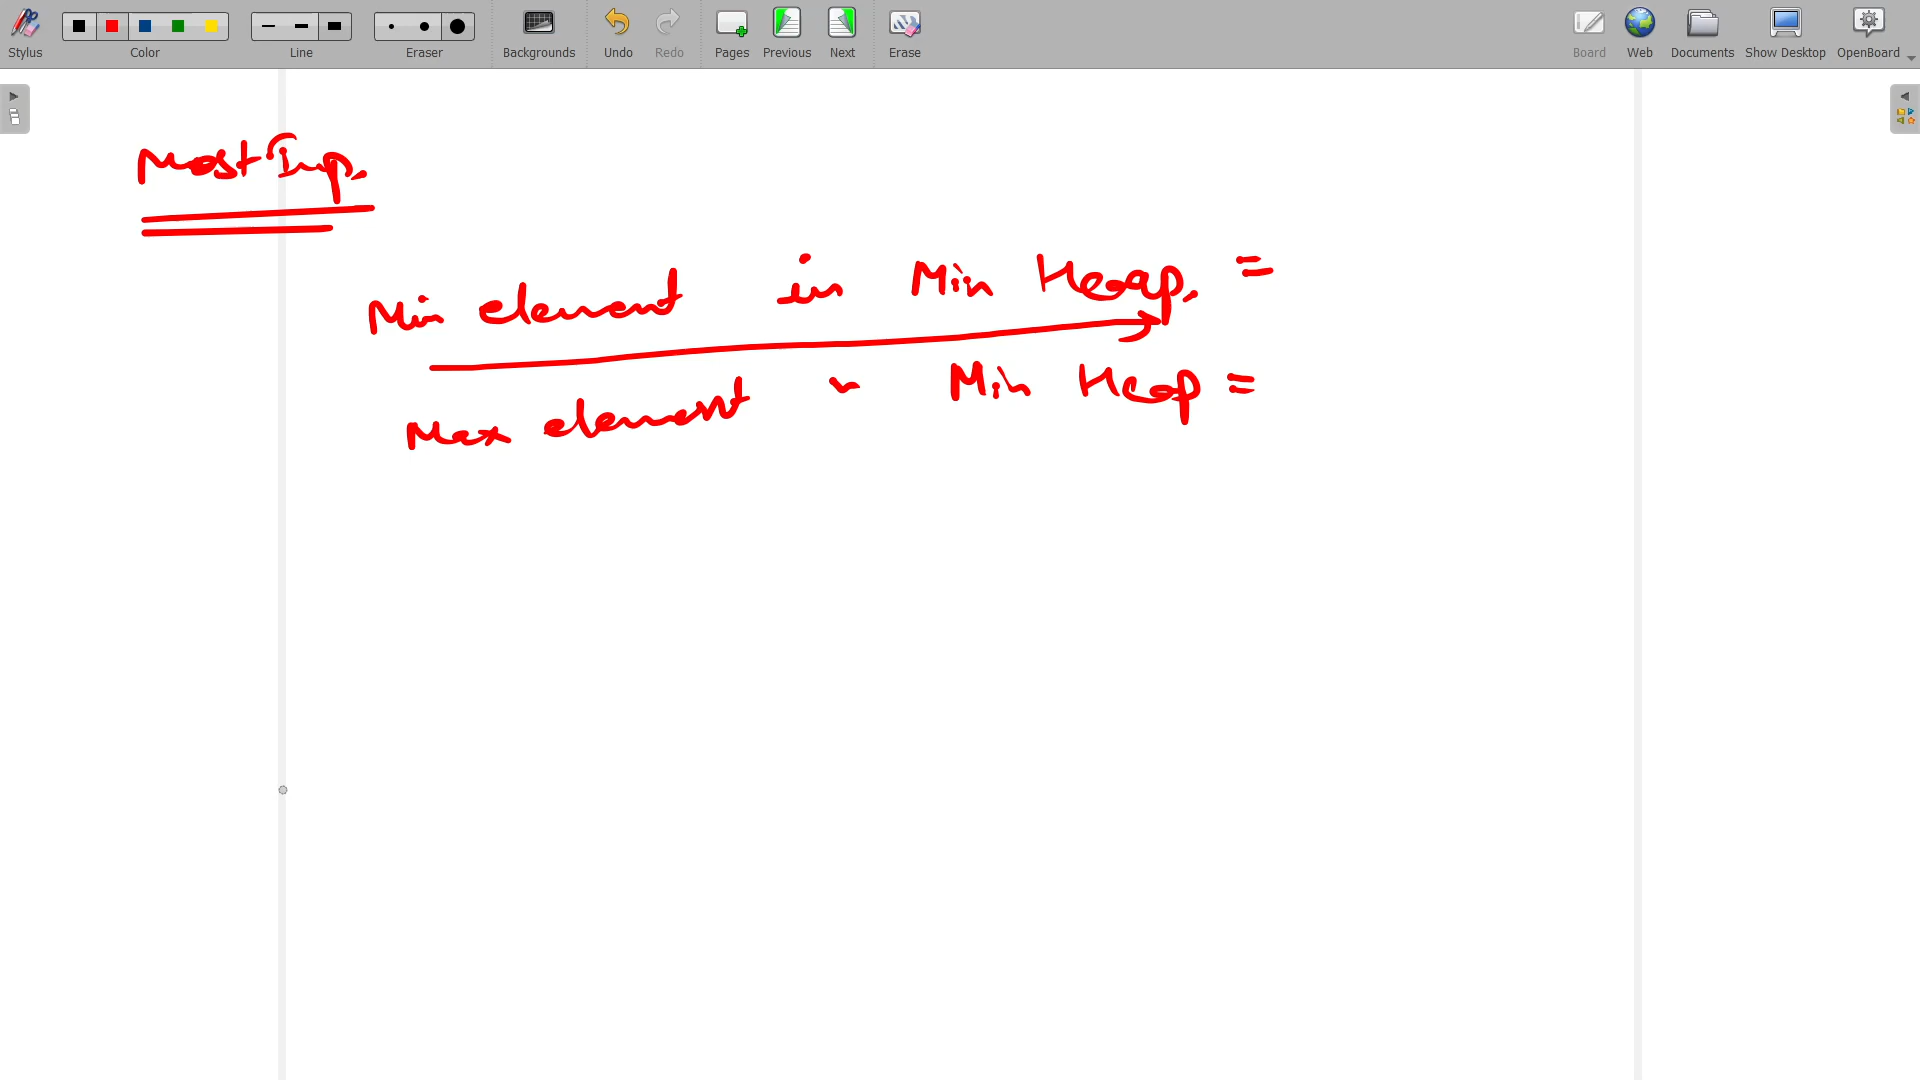 Stylus Color Line Eraser Backgrounds Undo Redo Pages Previous Next Erase Board Web Documents Show Desktop OpenBoard
Most Imp.
Min element in Min Heap. =
Max element " Min Heap =